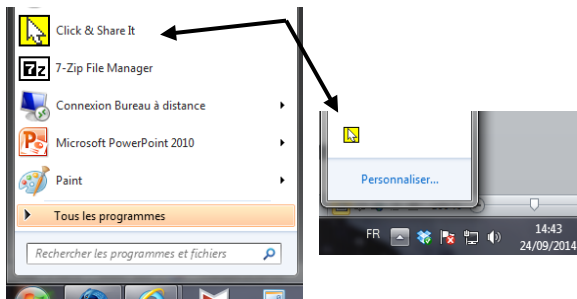 Click & Share It
7z 7-Zip File Manager
Connexion Bureau à distance
Microsoft PowerPoint 2010
Paint
Tous les programmes
Rechercher les programmes et fichiers
Personnaliser...
FR 14:43
24/09/2014